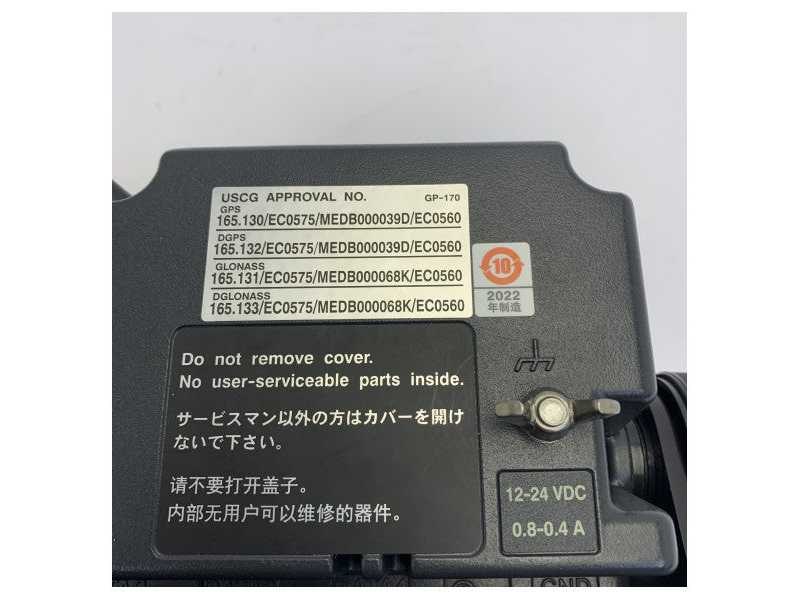 USCG APPROVAL NO. GP-170
GPS
165.130/EC0575/MEDB000039D/EC0560
DGPS
165.132/EC0575/MEDB000039D/EC0560
GLONASS
165.131/EC0575/MEDB000068K/EC0560
DGLONASS
165.133/EC0575/MEDB000068K/EC0560
10
2022
年制造
Do not remove cover.
No user-serviceable parts inside.
サービスマン以外の方はカバーを開け
ないで下さい。
请不要打开盖子。
内部无用户可以维修的器件。
12-24 VDC
0.8-0.4 A
GND